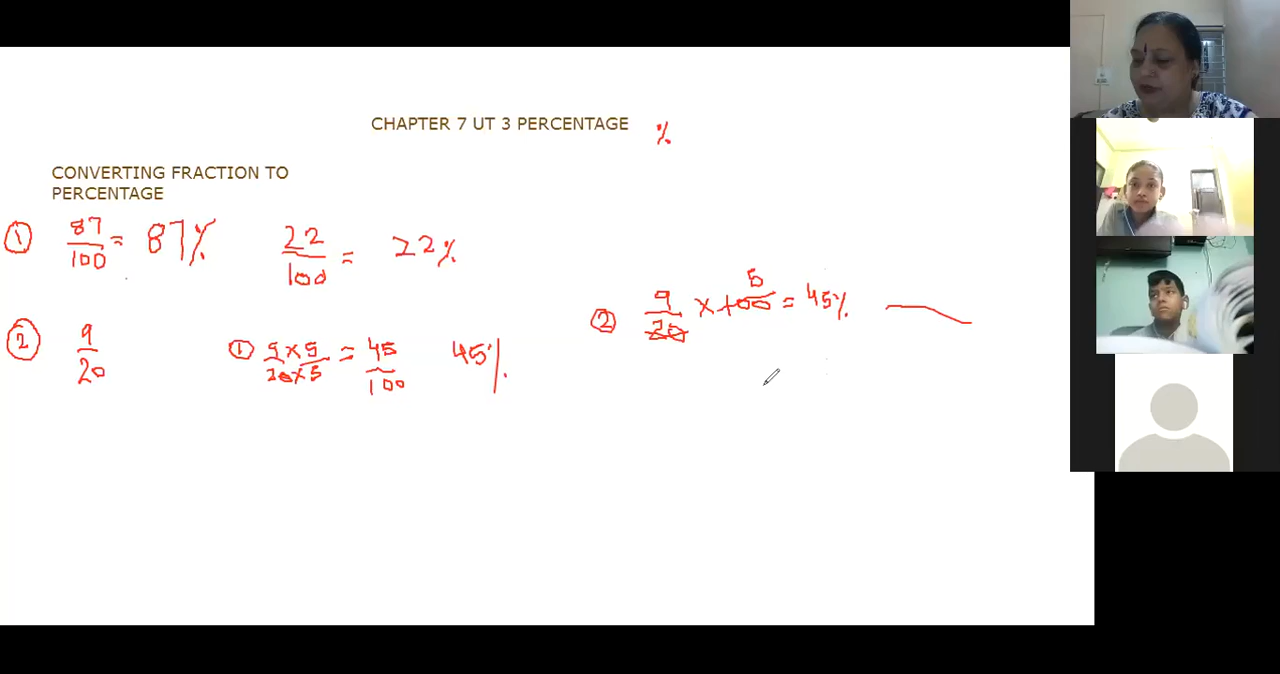 CHAPTER 7 UT 3 PERCENTAGE %
CONVERTING FRACTION TO
PERCENTAGE
① 87/100 = 87% 22/100 = 22%
② 9/20 ① 9×5/20×5 = 45/100 45% ② 9/20 × 100 5 = 45%